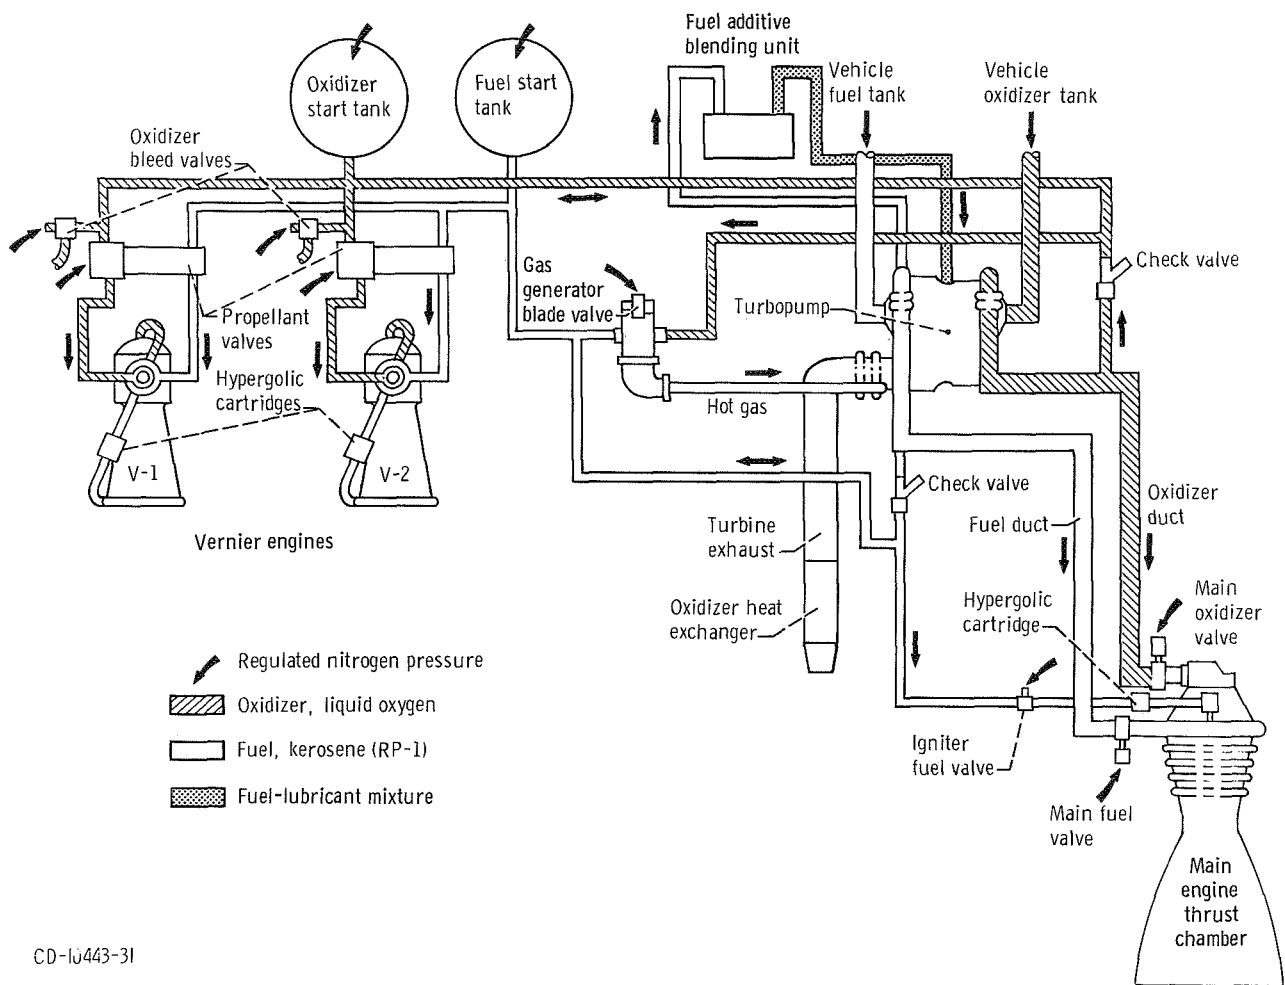 Fuel additive
blending unit
Vehicle
fuel tank
Vehicle
oxidizer tank
Oxidizer
start tank
Fuel start
tank
Oxidizer
bleed valves
Gas
generator
blade valve
Check valve
Turbopump
Propellant
valves
Hypergolic
cartridges
Hot gas
V-1
V-2
Check valve
Fuel duct
Oxidizer
duct
Vernier engines
Turbine
exhaust
Oxidizer heat
exchanger
Hypergolic
cartridge
Main
oxidizer
valve
Regulated nitrogen pressure
Oxidizer, liquid oxygen
Fuel, kerosene (RP-1)
Fuel-lubricant mixture
Igniter
fuel valve
Main fuel
valve
Main
engine
thrust
chamber
CD-10443-31